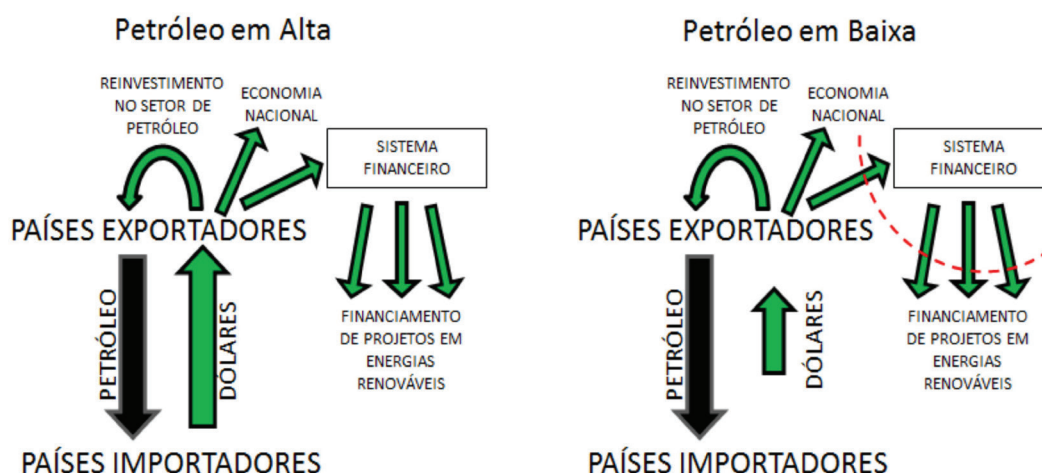 Petróleo em Alta
REINVESTIMENTO
NO SETOR DE
PETRÓLEO
ECONOMIA
NACIONAL
SISTEMA
FINANCEIRO
PAÍSES EXPORTADORES
PETRÓLEO
DÓLARES
FINANCIAMENTO
DE PROJETOS EM
ENERGIAS
RENOVÁVEIS
PAÍSES IMPORTADORES
Petróleo em Baixa
REINVESTIMENTO
NO SETOR DE
PETRÓLEO
ECONOMIA
NACIONAL
SISTEMA
FINANCEIRO
PAÍSES EXPORTADORES
PETRÓLEO
DÓLARES
FINANCIAMENTO
DE PROJETOS EM
ENERGIAS
RENOVÁVEIS
PAÍSES IMPORTADORES